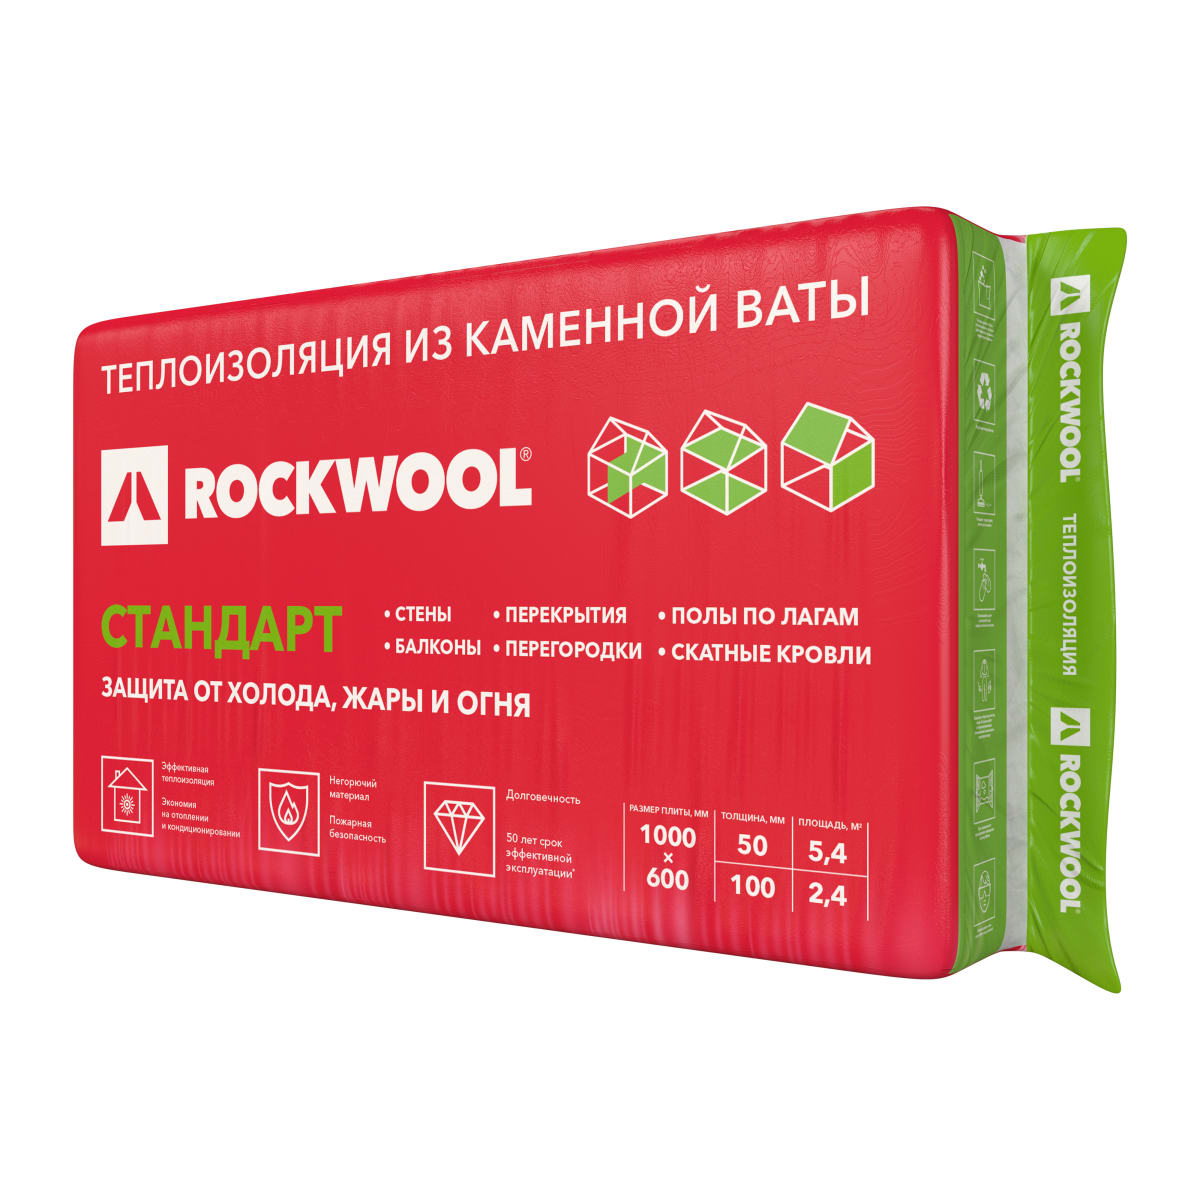 ТЕПЛОИЗОЛЯЦИЯ ИЗ КАМЕННОЙ ВАТЫ
ROCKWOOL®
СТАНДАРТ
• СТЕНЫ • ПЕРЕКРЫТИЯ • ПОЛЫ ПО ЛАГАМ
• БАЛКОНЫ • ПЕРЕГОРОДКИ • СКАТНЫЕ КРОВЛИ
ЗАЩИТА ОТ ХОЛОДА, ЖАРЫ И ОГНЯ
Эффективная
теплоизоляция
Экономия
на отоплении
и кондиционировании
Негорючий
материал
Пожарная
безопасность
Долговечность
50 лет срок
эффективной
эксплуатации*
РАЗМЕР ПЛИТЫ, ММ
1000
×
600
ТОЛЩИНА, ММ
50
100
ПЛОЩАДЬ, М²
5,4
2,4
ROCKWOOL
ТЕПЛОИЗОЛЯЦИЯ
ROCKWOOL